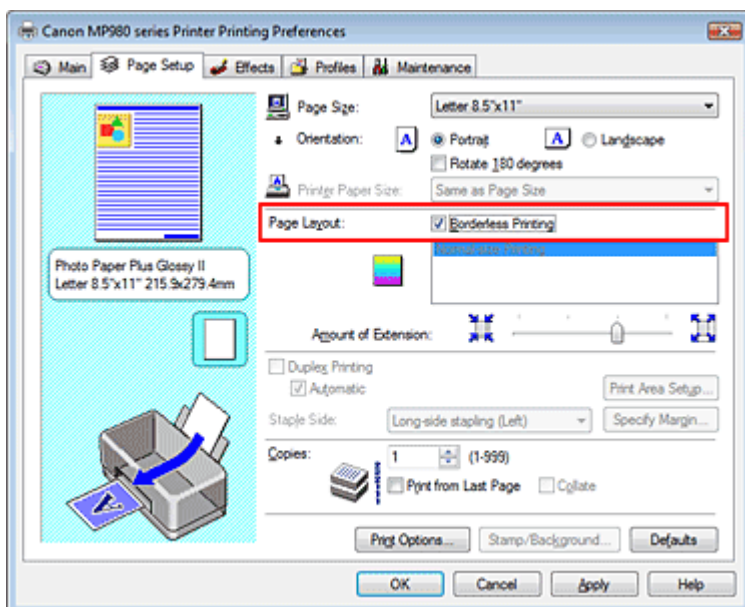 Canon MP980 series Printer Printing Preferences
Main Page Setup Effects Profiles Maintenance
Page Size: Letter 8.5"x11"
Orientation: A Portrait A Landscape
Rotate 180 degrees
Printer Paper Size: Same as Page Size
Page Layout: Borderless Printing
Photo Paper Plus Glossy II
Letter 8.5"x11" 215.9x279.4mm
Amount of Extension:
Duplex Printing
Automatic Print Area Setup...
Staple Side: Long-side stapling (Left) Specify Margin...
Copies: 1 (1-999)
Print from Last Page Collate
Print Options... Stamp/Background... Defaults
OK Cancel Apply Help